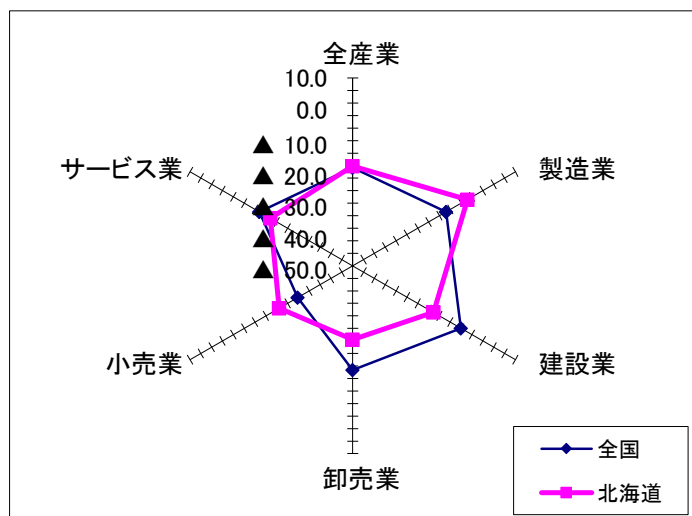 全産業
10.0
0.0
▲ 10.0
▲ 20.0
▲ 30.0
▲ 40.0
▲ 50.0
サービス業
製造業
小売業
建設業
卸売業
全国
北海道